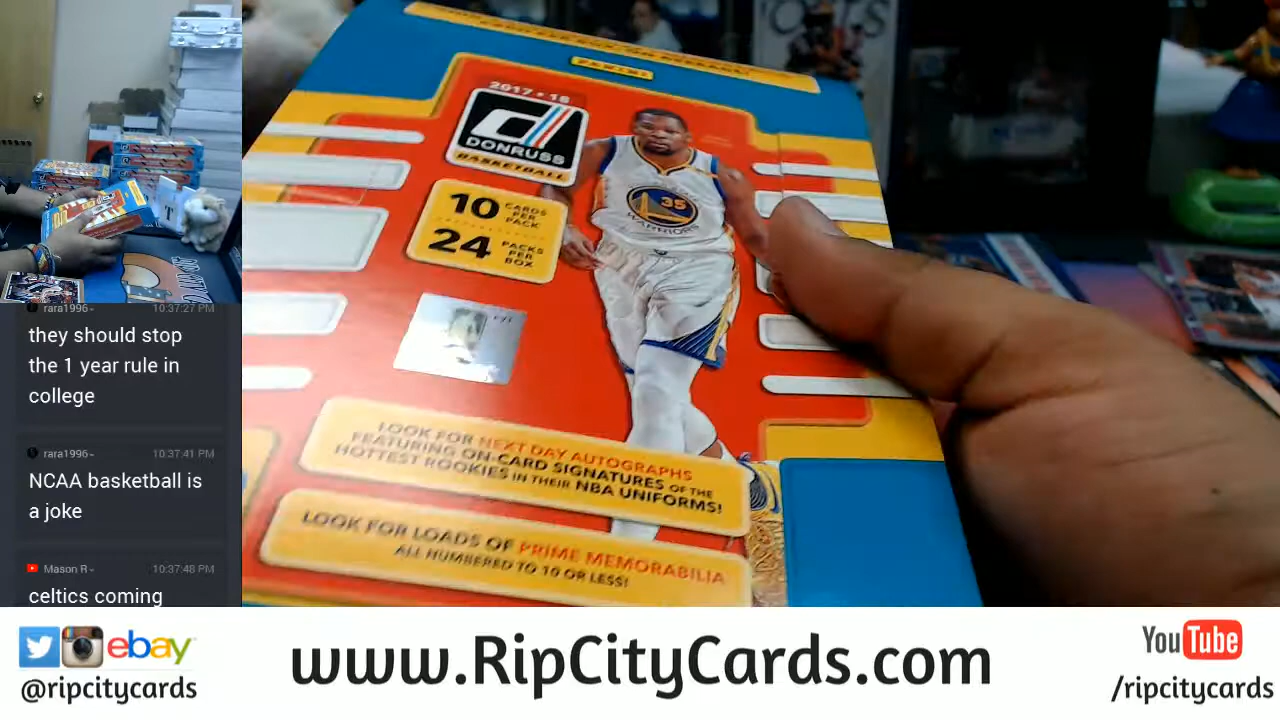 PANINI
2017-18
DONRUSS
BASKETBALL
10 CARDS PER PACK
24 PACKS PER BOX
35
WARRIORS
LOOK FOR NEXT DAY AUTOGRAPHS
FEATURING ON-CARD SIGNATURES OF THE
HOTTEST ROOKIES IN THEIR NBA UNIFORMS!
LOOK FOR LOADS OF PRIME MEMORABILIA
ALL NUMBERED TO 10 OR LESS!
T
rara1996 10:37:27 PM
they should stop
the 1 year rule in
college
rara1996 10:37:41 PM
NCAA basketball is
a joke
Mason R 10:37:48 PM
celtics coming
ebay
@ripcitycards
www.RipCityCards.com
YouTube
/ripcitycards